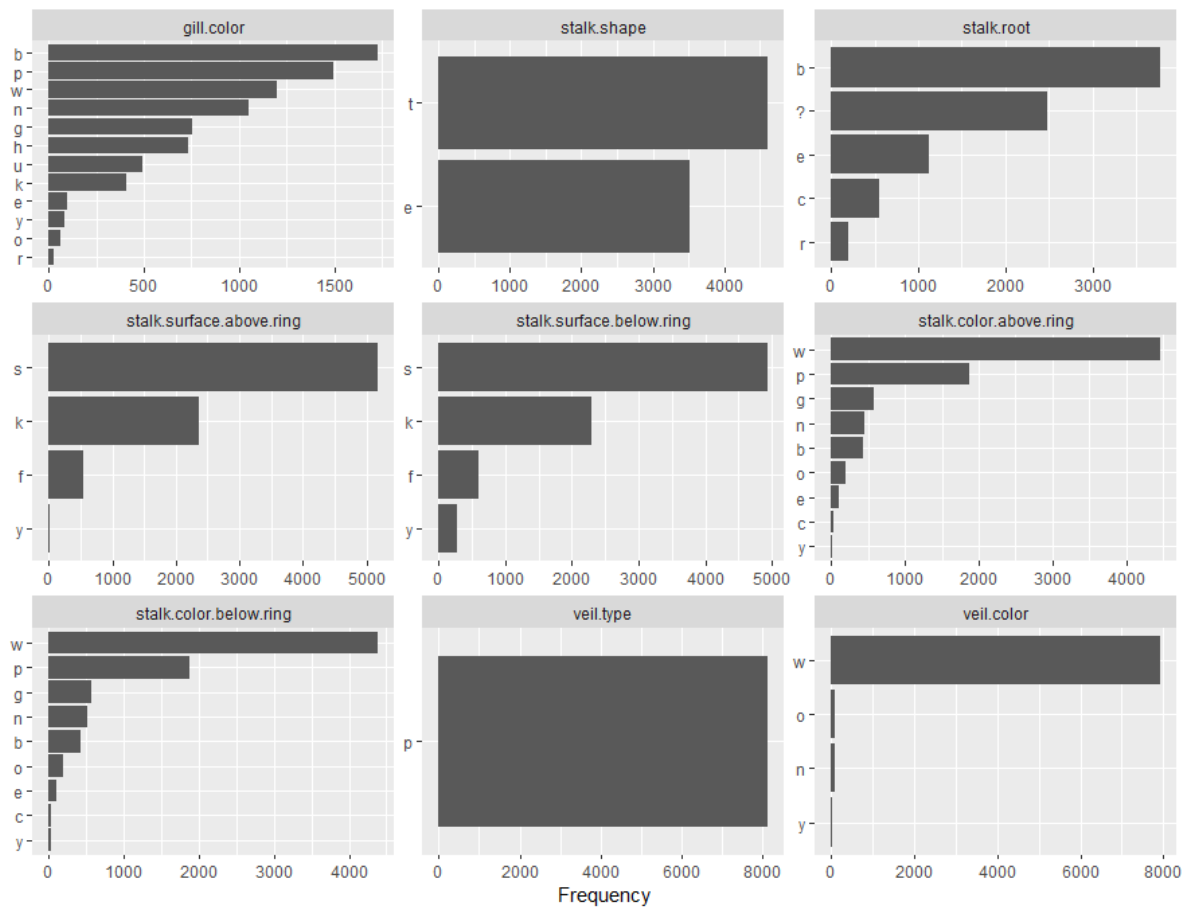 gill.color
b
p
w
n
g
h
u
k
e
y
o
r
0 500 1000 1500
stalk.shape
t
e
0 1000 2000 3000 4000
stalk.root
b
?
e
c
r
0 1000 2000 3000
stalk.surface.above.ring
s
k
f
y
0 1000 2000 3000 4000 5000
stalk.surface.below.ring
s
k
f
y
0 1000 2000 3000 4000 5000
stalk.color.above.ring
w
p
g
n
b
o
e
c
y
0 1000 2000 3000 4000
stalk.color.below.ring
w
p
g
n
b
o
e
c
y
0 1000 2000 3000 4000
veil.type
p
0 2000 4000 6000 8000
veil.color
w
o
n
y
0 2000 4000 6000 8000
Frequency